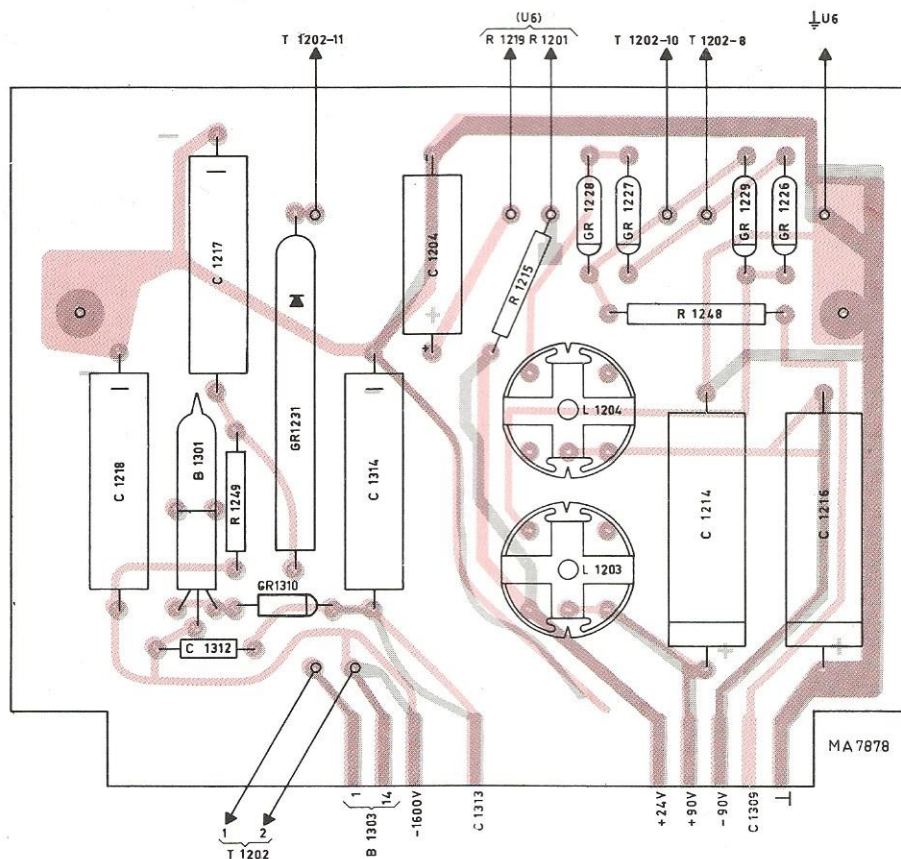 (U6)
T 1202-11
R 1219 R 1201
T 1202-10
T 1202-8
U6
C 1217
C 1204
GR 1228
GR 1227
GR 1229
GR 1226
R 1215
GR1231
R 1248
C 1218
B 1301
R 1249
C 1314
L 1204
C 1214
C 1216
L 1203
GR1310
C 1312
MA7878
1
14
B 1303
-1600V
C 1313
+24V
+90V
-90V
C 1309
1
2
T 1202